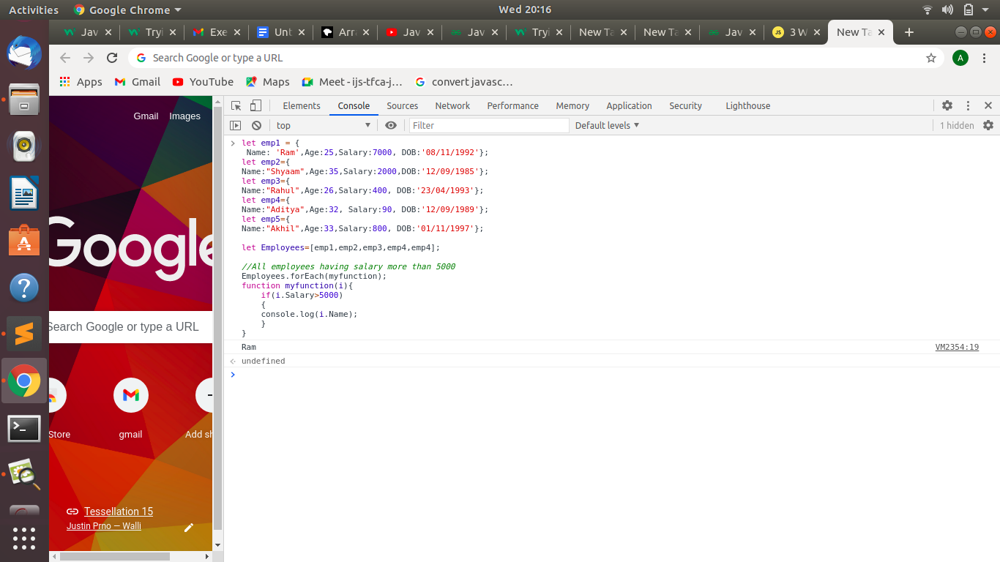 Activities Google Chrome Wed 20:16
Jav Tryi Exe Unt Arra Jav Jav Tryi New Ta New Ta Jav 3 W New Ta
Search Google or type a URL A
Apps Gmail YouTube Maps Meet - ijs-tfca-j… convert javasc…
Elements Console Sources Network Performance Memory Application Security Lighthouse
top Filter Default levels 1 hidden
Gmail Images
Google
Search Google or type a URL
Store gmail Add sh
Tessellation 15
Justin Prno — Walli
let emp1 = {
Name: 'Ram',Age:25,Salary:7000, DOB:'08/11/1992'};
let emp2={
Name:"Shyaam",Age:35,Salary:2000,DOB:'12/09/1985'};
let emp3={
Name:"Rahul",Age:26,Salary:400, DOB:'23/04/1993'};
let emp4={
Name:"Aditya",Age:32, Salary:90, DOB:'12/09/1989'};
let emp5={
Name:"Akhil",Age:33,Salary:800, DOB:'01/11/1997'};
let Employees=[emp1,emp2,emp3,emp4,emp4];
//All employees having salary more than 5000
Employees.forEach(myfunction);
function myfunction(i){
if(i.Salary>5000)
{
console.log(i.Name);
}
}
Ram VM2354:19
undefined